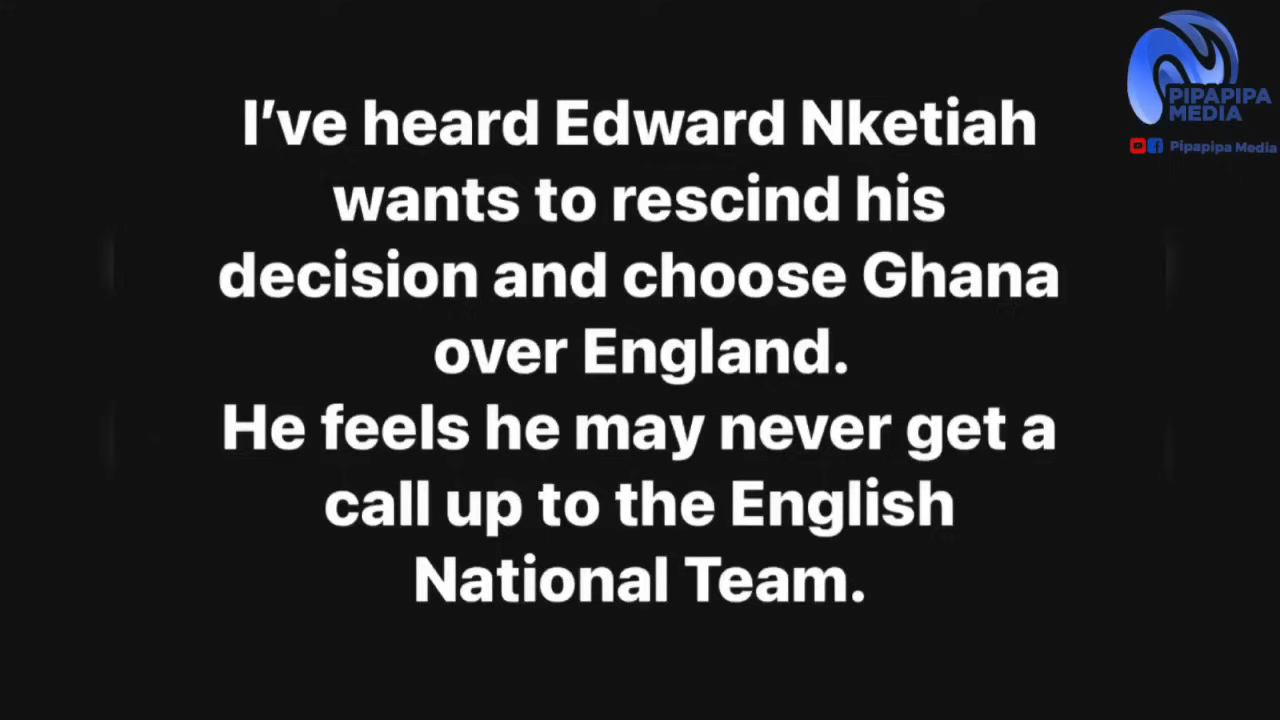 I've heard Edward Nketiah
wants to rescind his
decision and choose Ghana
over England.
He feels he may never get a
call up to the English
National Team.
PIPAPIPA
MEDIA
Pipapipa Media